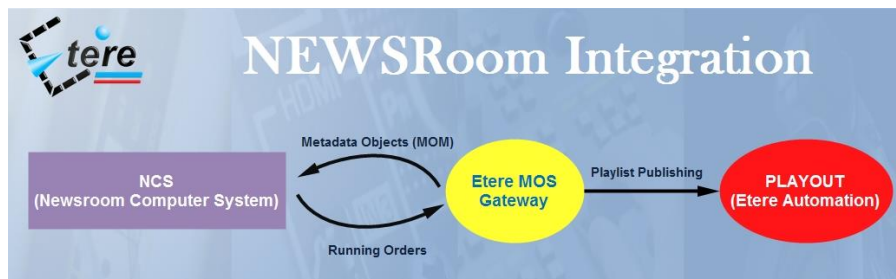 Etere
NEWSRoom Integration
Metadata Objects (MOM)
NCS
(Newsroom Computer System)
Etere MOS
Gateway
Playlist Publishing
PLAYOUT
(Etere Automation)
Running Orders